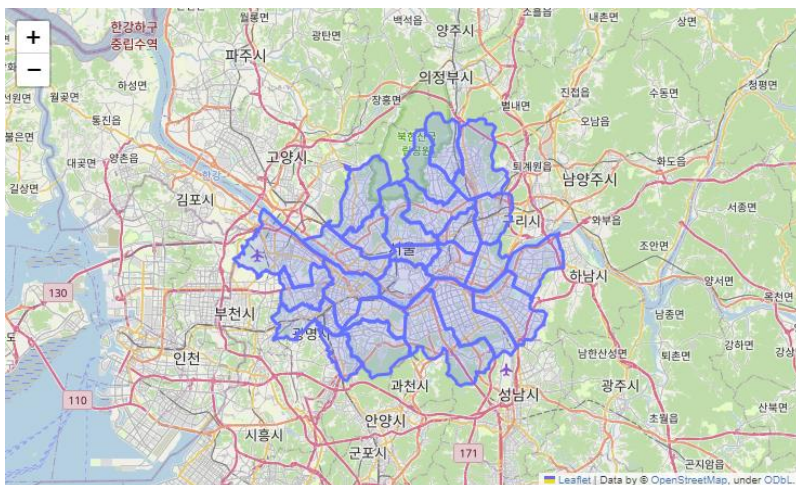 +
−
한강하구
중립수역
월롱면
광탄면
백석읍
양주시
소흘읍
내촌면
상면
파주시
하성면
의정부시
청평면
월곶면
통진읍
장흥면
별내면
진접읍
수동면
오남읍
양촌읍
대곶면
고양시
북한산국
립공원
퇴계원읍
화도읍
길상면
한강
남양주시
김포시
구리시
와부읍
서종면
조안면
서울
하남시
양서면
130
부천시
옥천면
남종면
광명시
강하면
인천
남한산성면
퇴촌면
과천시
성남시
광주시
110
안양시
산북면
시흥시
초월읍
군포시
171
곤지암읍
Leaflet | Data by © OpenStreetMap, under ODbL.